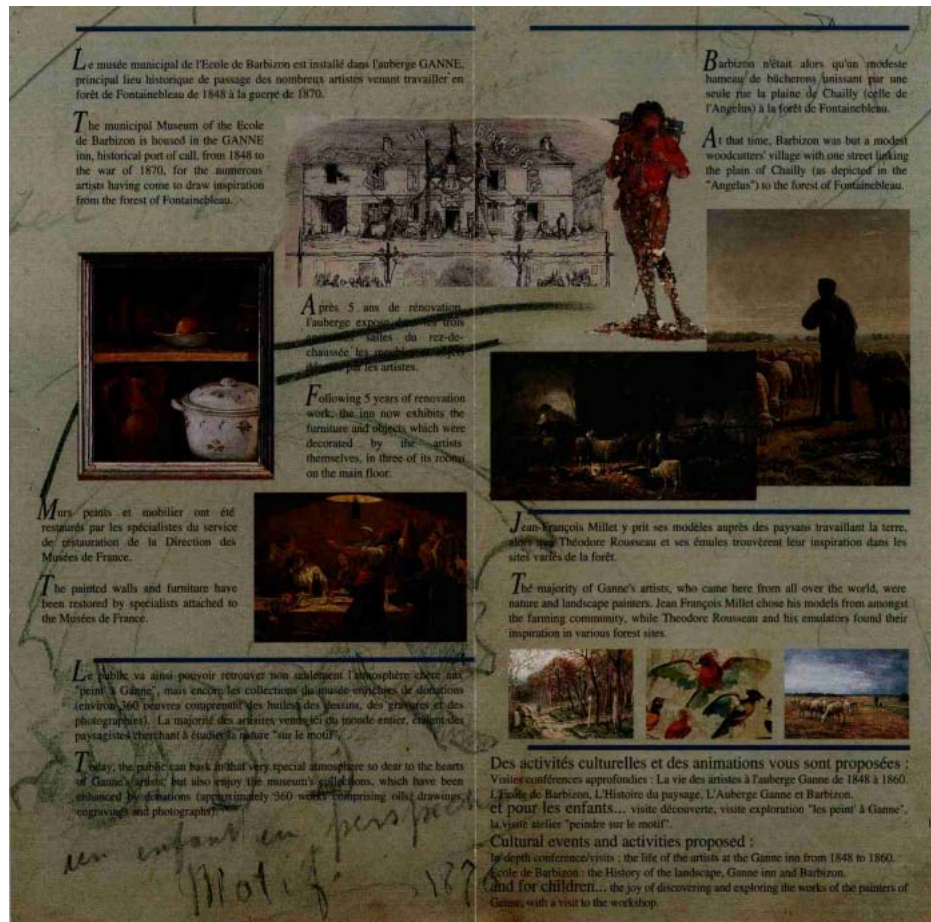 Le musée municipal de l'Ecole de Barbizon est installé dans l'auberge GANNE,
principal lieu historique de passage des nombreux artistes venant travailler en
forêt de Fontainebleau de 1848 à la guerre de 1870.
The municipal Museum of the Ecole
de Barbizon is housed in the GANNE
inn, historical port of call, from 1848 to
the war of 1870, for the numerous
artists having come to draw inspiration
from the forest of Fontainebleau.
Après 5 ans de rénovation,
l'auberge expose dans les trois
salles du rez-de-
chaussée les meubles et objets
par les artistes.
Following 5 years of renovation
work, the inn now exhibits the
furniture and objects which were
decorated by the artists
themselves, in three of its rooms
on the main floor.
Murs peints et mobilier ont été
restaurés par les spécialistes du service
de restauration de la Direction des
Musées de France.
The painted walls and furniture have
been restored by specialists attached to
the Musées de France.
Le public va ainsi pouvoir retrouver non seulement l'atmosphère chère aux
"peint' à Ganne", mais encore les collections du musée enrichies de donations
(environ 360 oeuvres comprenant des huiles, des dessins, des gravures et des
photographies). La majorité des artistes venus ici du monde entier, étaient des
paysagistes cherchant à étudier la nature "sur le motif".
Today, the public can bask in that very special atmosphere so dear to the hearts
of Ganne's artists, but also enjoy the museum's collections, which have been
enhanced by donations (approximately 360 works comprising oils, drawings,
engravings and photographs).
un enfant en
Motif
Barbizon n'était alors qu'un modeste
hameau de bûcherons unissant par une
seule rue la plaine de Chailly (celle de
l'Angelus) à la forêt de Fontainebleau.
At that time, Barbizon was but a modest
woodcutters' village with one street linking
the plain of Chailly (as depicted in the
"Angelus") to the forest of Fontainebleau.
Jean-François Millet y prit ses modèles auprès des paysans travaillant la terre,
alors que Théodore Rousseau et ses émules trouvèrent leur inspiration dans les
sites variés de la forêt.
The majority of Ganne's artists, who came here from all over the world, were
nature and landscape painters. Jean François Millet chose his models from amongst
the farming community, while Theodore Rousseau and his emulators found their
inspiration in various forest sites.
Des activités culturelles et des animations vous sont proposées :
Visites conférences approfondies : La vie des artistes à l'auberge Ganne de 1848 à 1860.
L'Ecole de Barbizon, L'Histoire du paysage, L'Auberge Ganne et Barbizon.
et pour les enfants... visite découverte, visite exploration "les peint' à Ganne",
la visite atelier "peindre sur le motif".
Cultural events and activities proposed :
In-depth conference/visits : the life of the artists at the Ganne inn from 1848 to 1860.
Ecole de Barbizon : the History of the landscape, Ganne inn and Barbizon.
and for children... the joy of discovering and exploring the works of the painters of
Ganne, with a visit to the workshop.